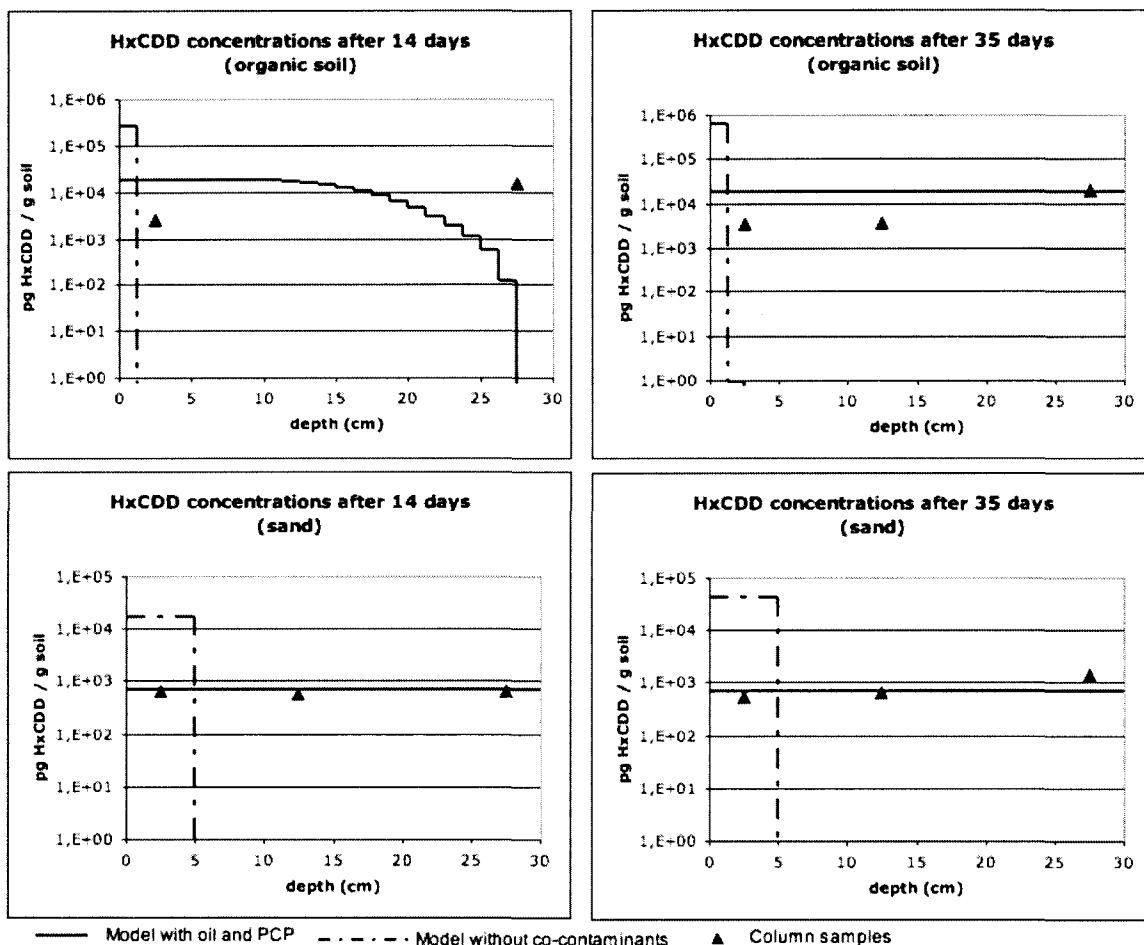 HxCDD concentrations after 14 days
(organic soil)
pg HxCDD / g soil
1,E+06
1,E+05
1,E+04
1,E+03
1,E+02
1,E+01
1,E+00
0 5 10 15 20 25 30
depth (cm)
HxCDD concentrations after 35 days
(organic soil)
pg HxCDD / g soil
1,E+06
1,E+05
1,E+04
1,E+03
1,E+02
1,E+01
1,E+00
0 5 10 15 20 25 30
depth (cm)
HxCDD concentrations after 14 days
(sand)
pg HxCDD / g soil
1,E+05
1,E+04
1,E+03
1,E+02
1,E+01
1,E+00
0 5 10 15 20 25 30
depth (cm)
HxCDD concentrations after 35 days
(sand)
pg HxCDD / g soil
1,E+05
1,E+04
1,E+03
1,E+02
1,E+01
1,E+00
0 5 10 15 20 25 30
depth (cm)
Model with oil and PCP Model without co-contaminants Column samples